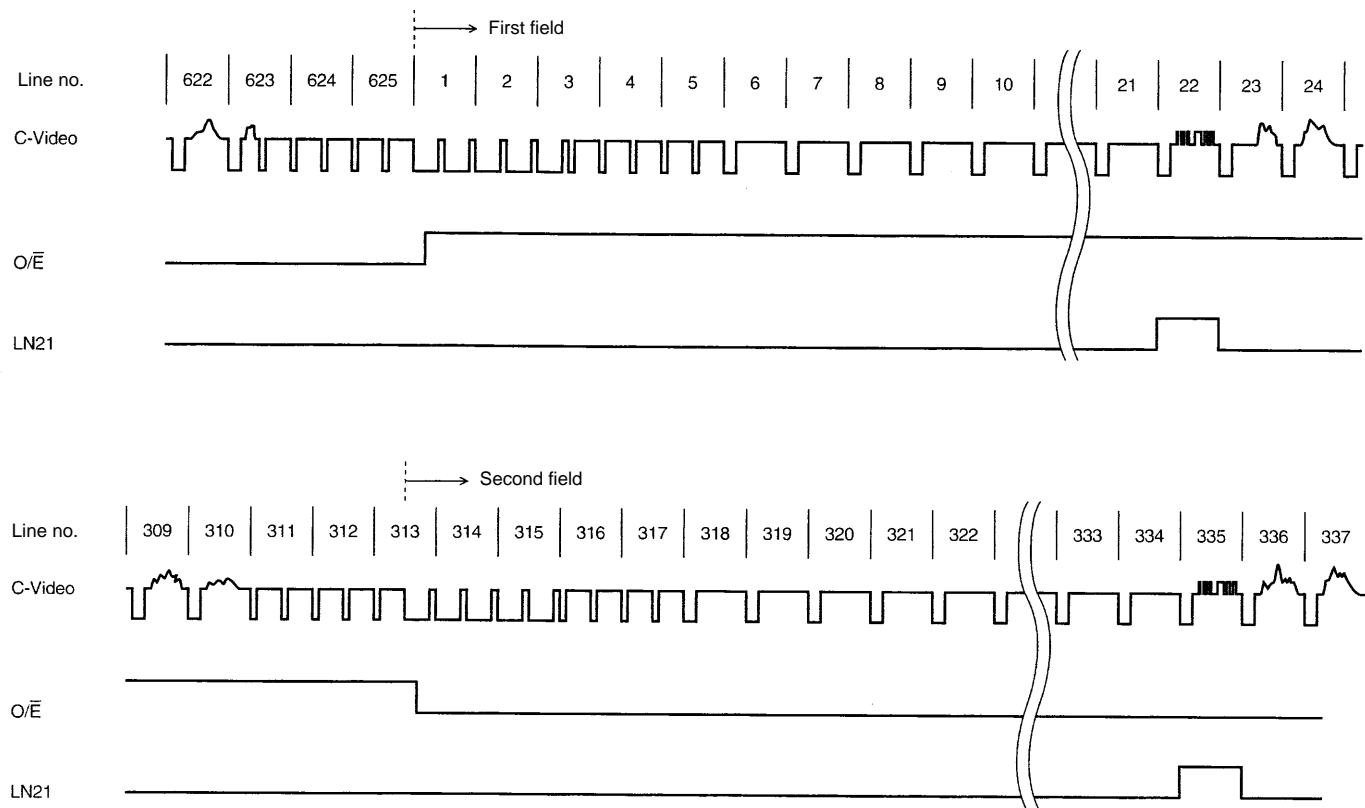 First field
Line no. 622 623 624 625 1 2 3 4 5 6 7 8 9 10 21 22 23 24
C-Video
O/E̅
LN21
Second field
Line no. 309 310 311 312 313 314 315 316 317 318 319 320 321 322 333 334 335 336 337
C-Video
O/E̅
LN21